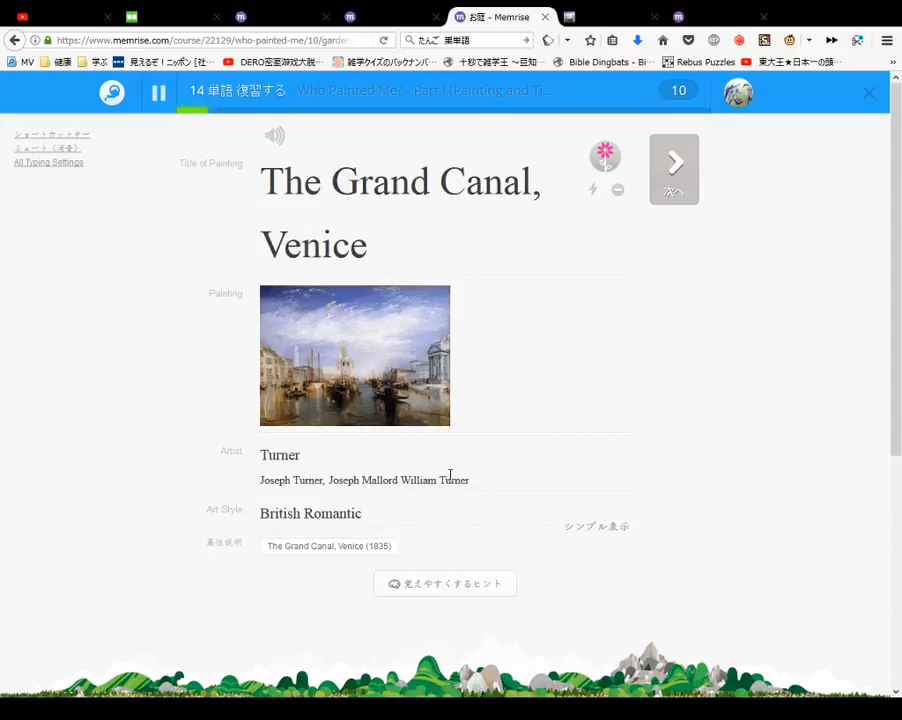 お庭 - Memrise
https://www.memrise.com/course/22129/who-painted-me/10/garden
たんご 巣単語
MV
健康
学ぶ
見えるぞ!ニッポン [社…
DERO密室游戏大脱…
雑学クイズのバックナンバ…
十秒で雑学王 ～豆知…
Bible Dingbats - Bi…
Rebus Puzzles
東大王★日本一の頭…
14 単語 復習する
Who Painted Me? - Part I (Painting and Ti...
10
ショートカットキー
ミュート (消音)
All Typing Settings
Title of Painting
The Grand Canal,
Venice
次へ
Painting
Artist
Turner
Joseph Turner, Joseph Mallord William Turner
Art Style
British Romantic
シンプル表示
属性説明
The Grand Canal, Venice (1835)
覚えやすくするヒント